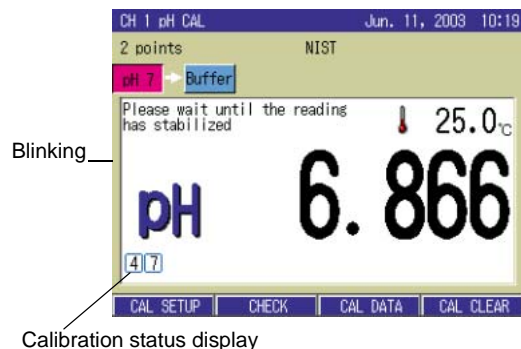 CH 1 pH CAL Jun. 11, 2003 10:19
2 points NIST
pH 7 Buffer
Please wait until the reading
has stabilized
25.0℃
Blinking
pH 6.866
4 7
CAL SETUP CHECK CAL DATA CAL CLEAR
Calibration status display